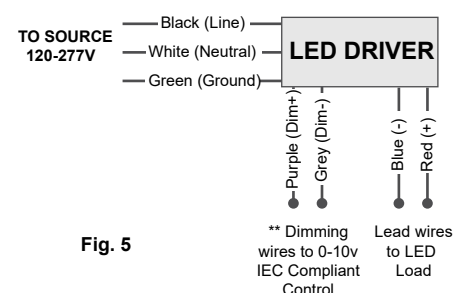 TO SOURCE
120-277V
Black (Line)
White (Neutral)
Green (Ground)
LED DRIVER
Purple (Dim+)
Grey (Dim-)
Blue (-)
Red (+)
Fig. 5
** Dimming
wires to 0-10v
IEC Compliant
Control
Lead wires
to LED
Load